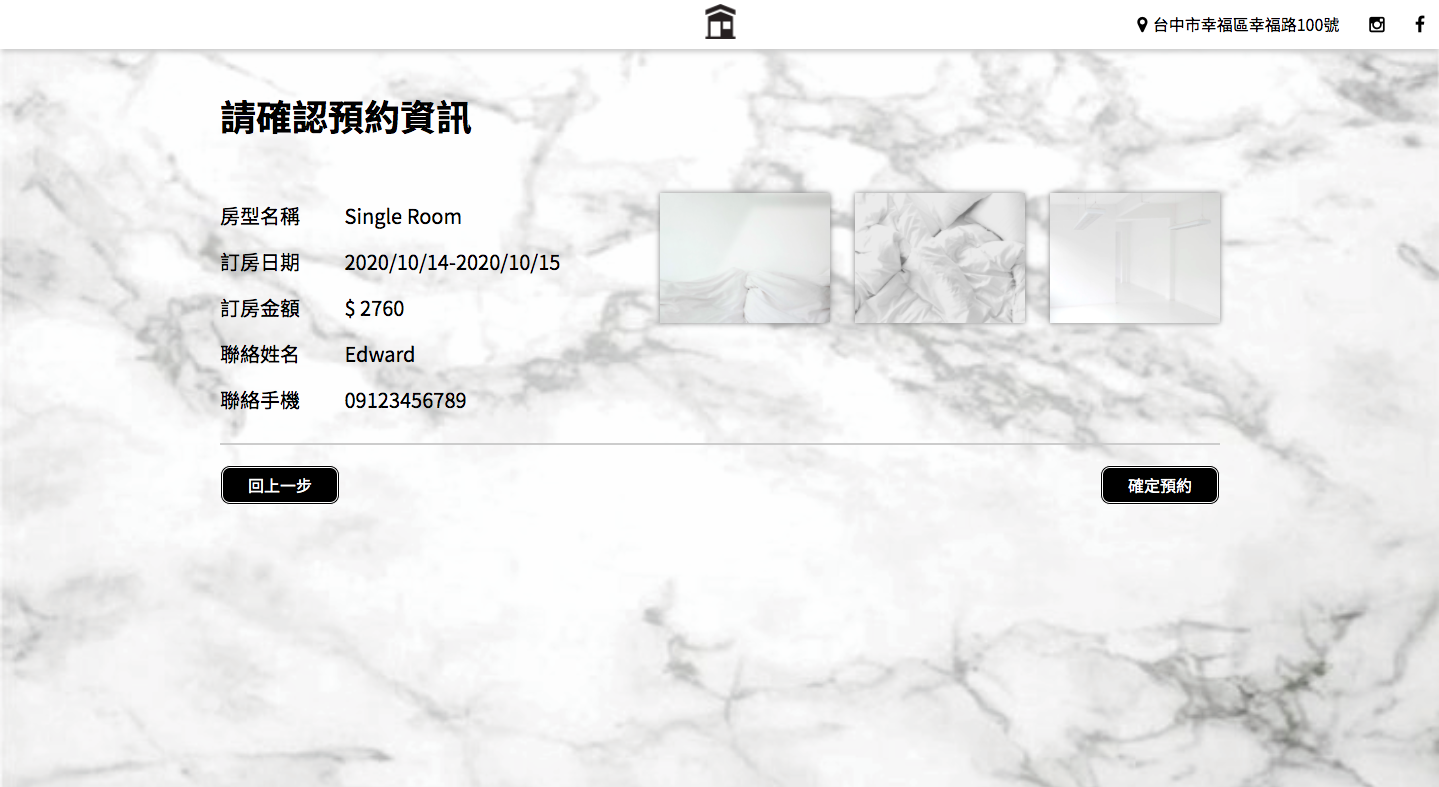 台中市幸福區幸福路100號
請確認預約資訊
房型名稱 Single Room
訂房日期 2020/10/14-2020/10/15
訂房金額 $ 2760
聯絡姓名 Edward
聯絡手機 09123456789
回上一步 確定預約